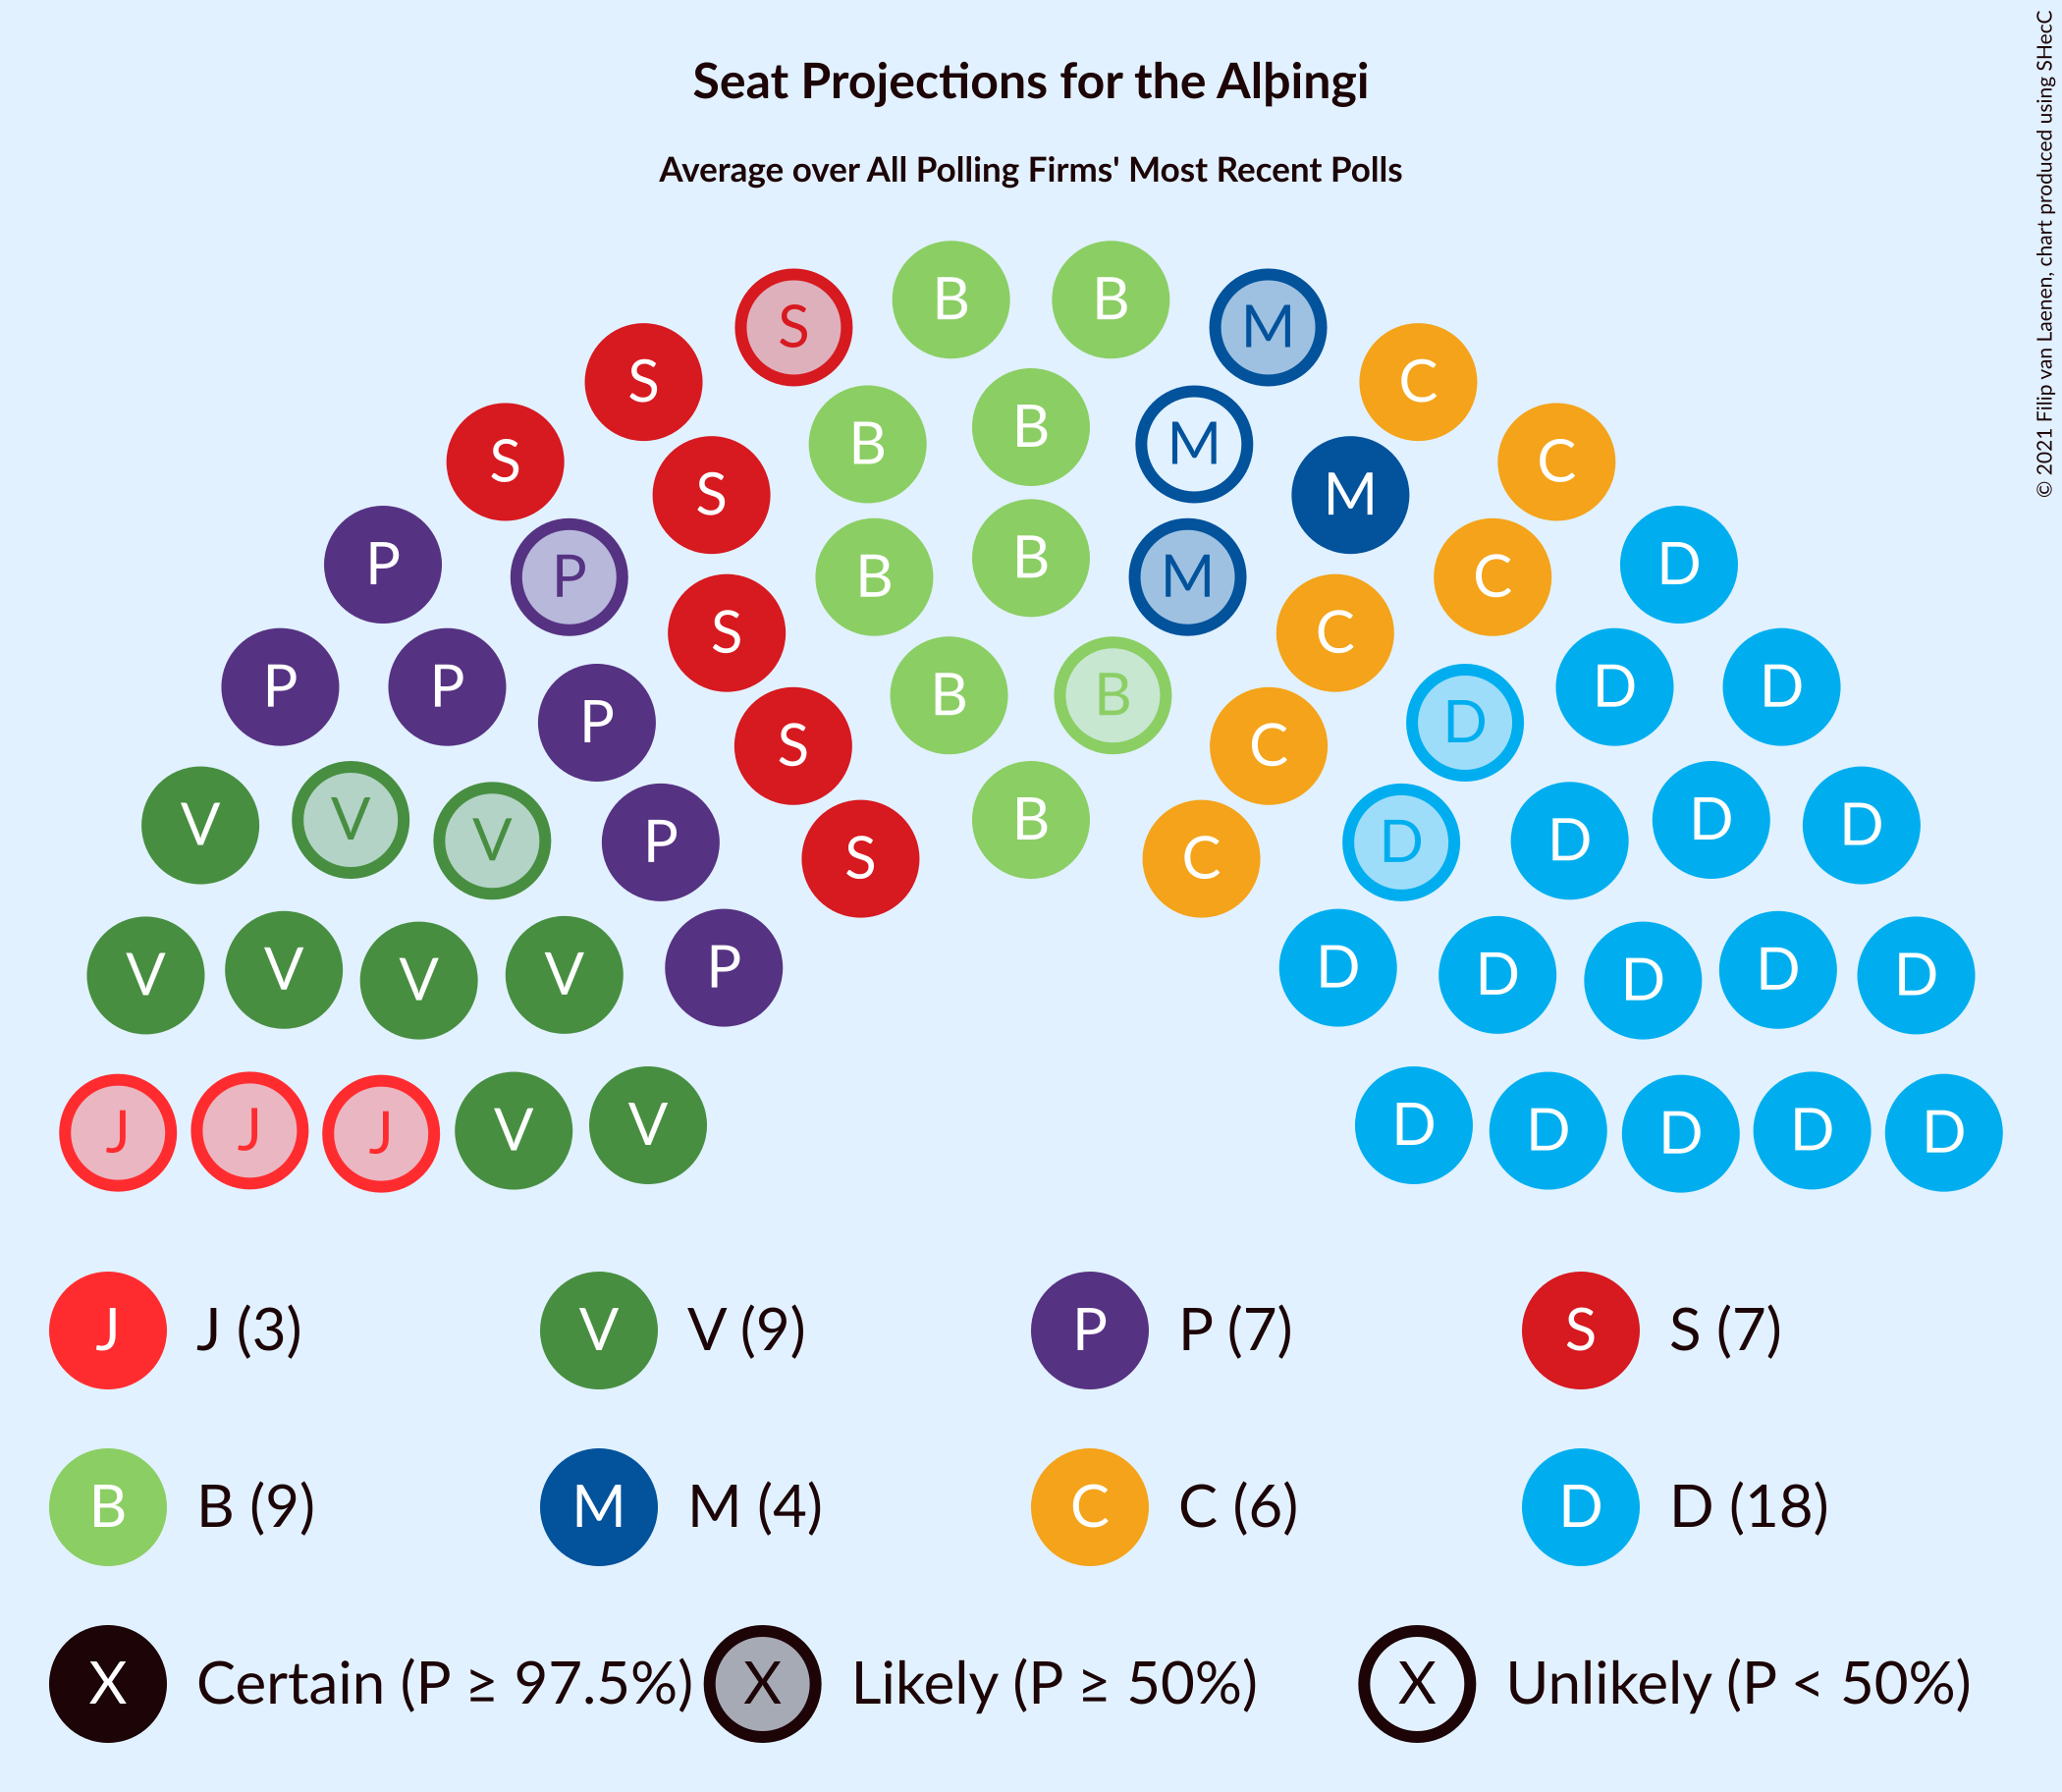 Seat Projections for the Alþingi
Average over All Polling Firms' Most Recent Polls
© 2021 Filip van Laenen, chart produced using SHecC
B B
S M
S C
B
B M
S C
S M
P D
B
P B M C
S C
P P B B D D
P D
S C
V V B D D
V P D D
S C
P D
V V V V D D D D
J J J V V D D D D D
J J (3) V V (9) P P (7) S S (7)
B B (9) M M (4) C C (6) D D (18)
X Certain (P ≥ 97.5%) X Likely (P ≥ 50%) X Unlikely (P < 50%)